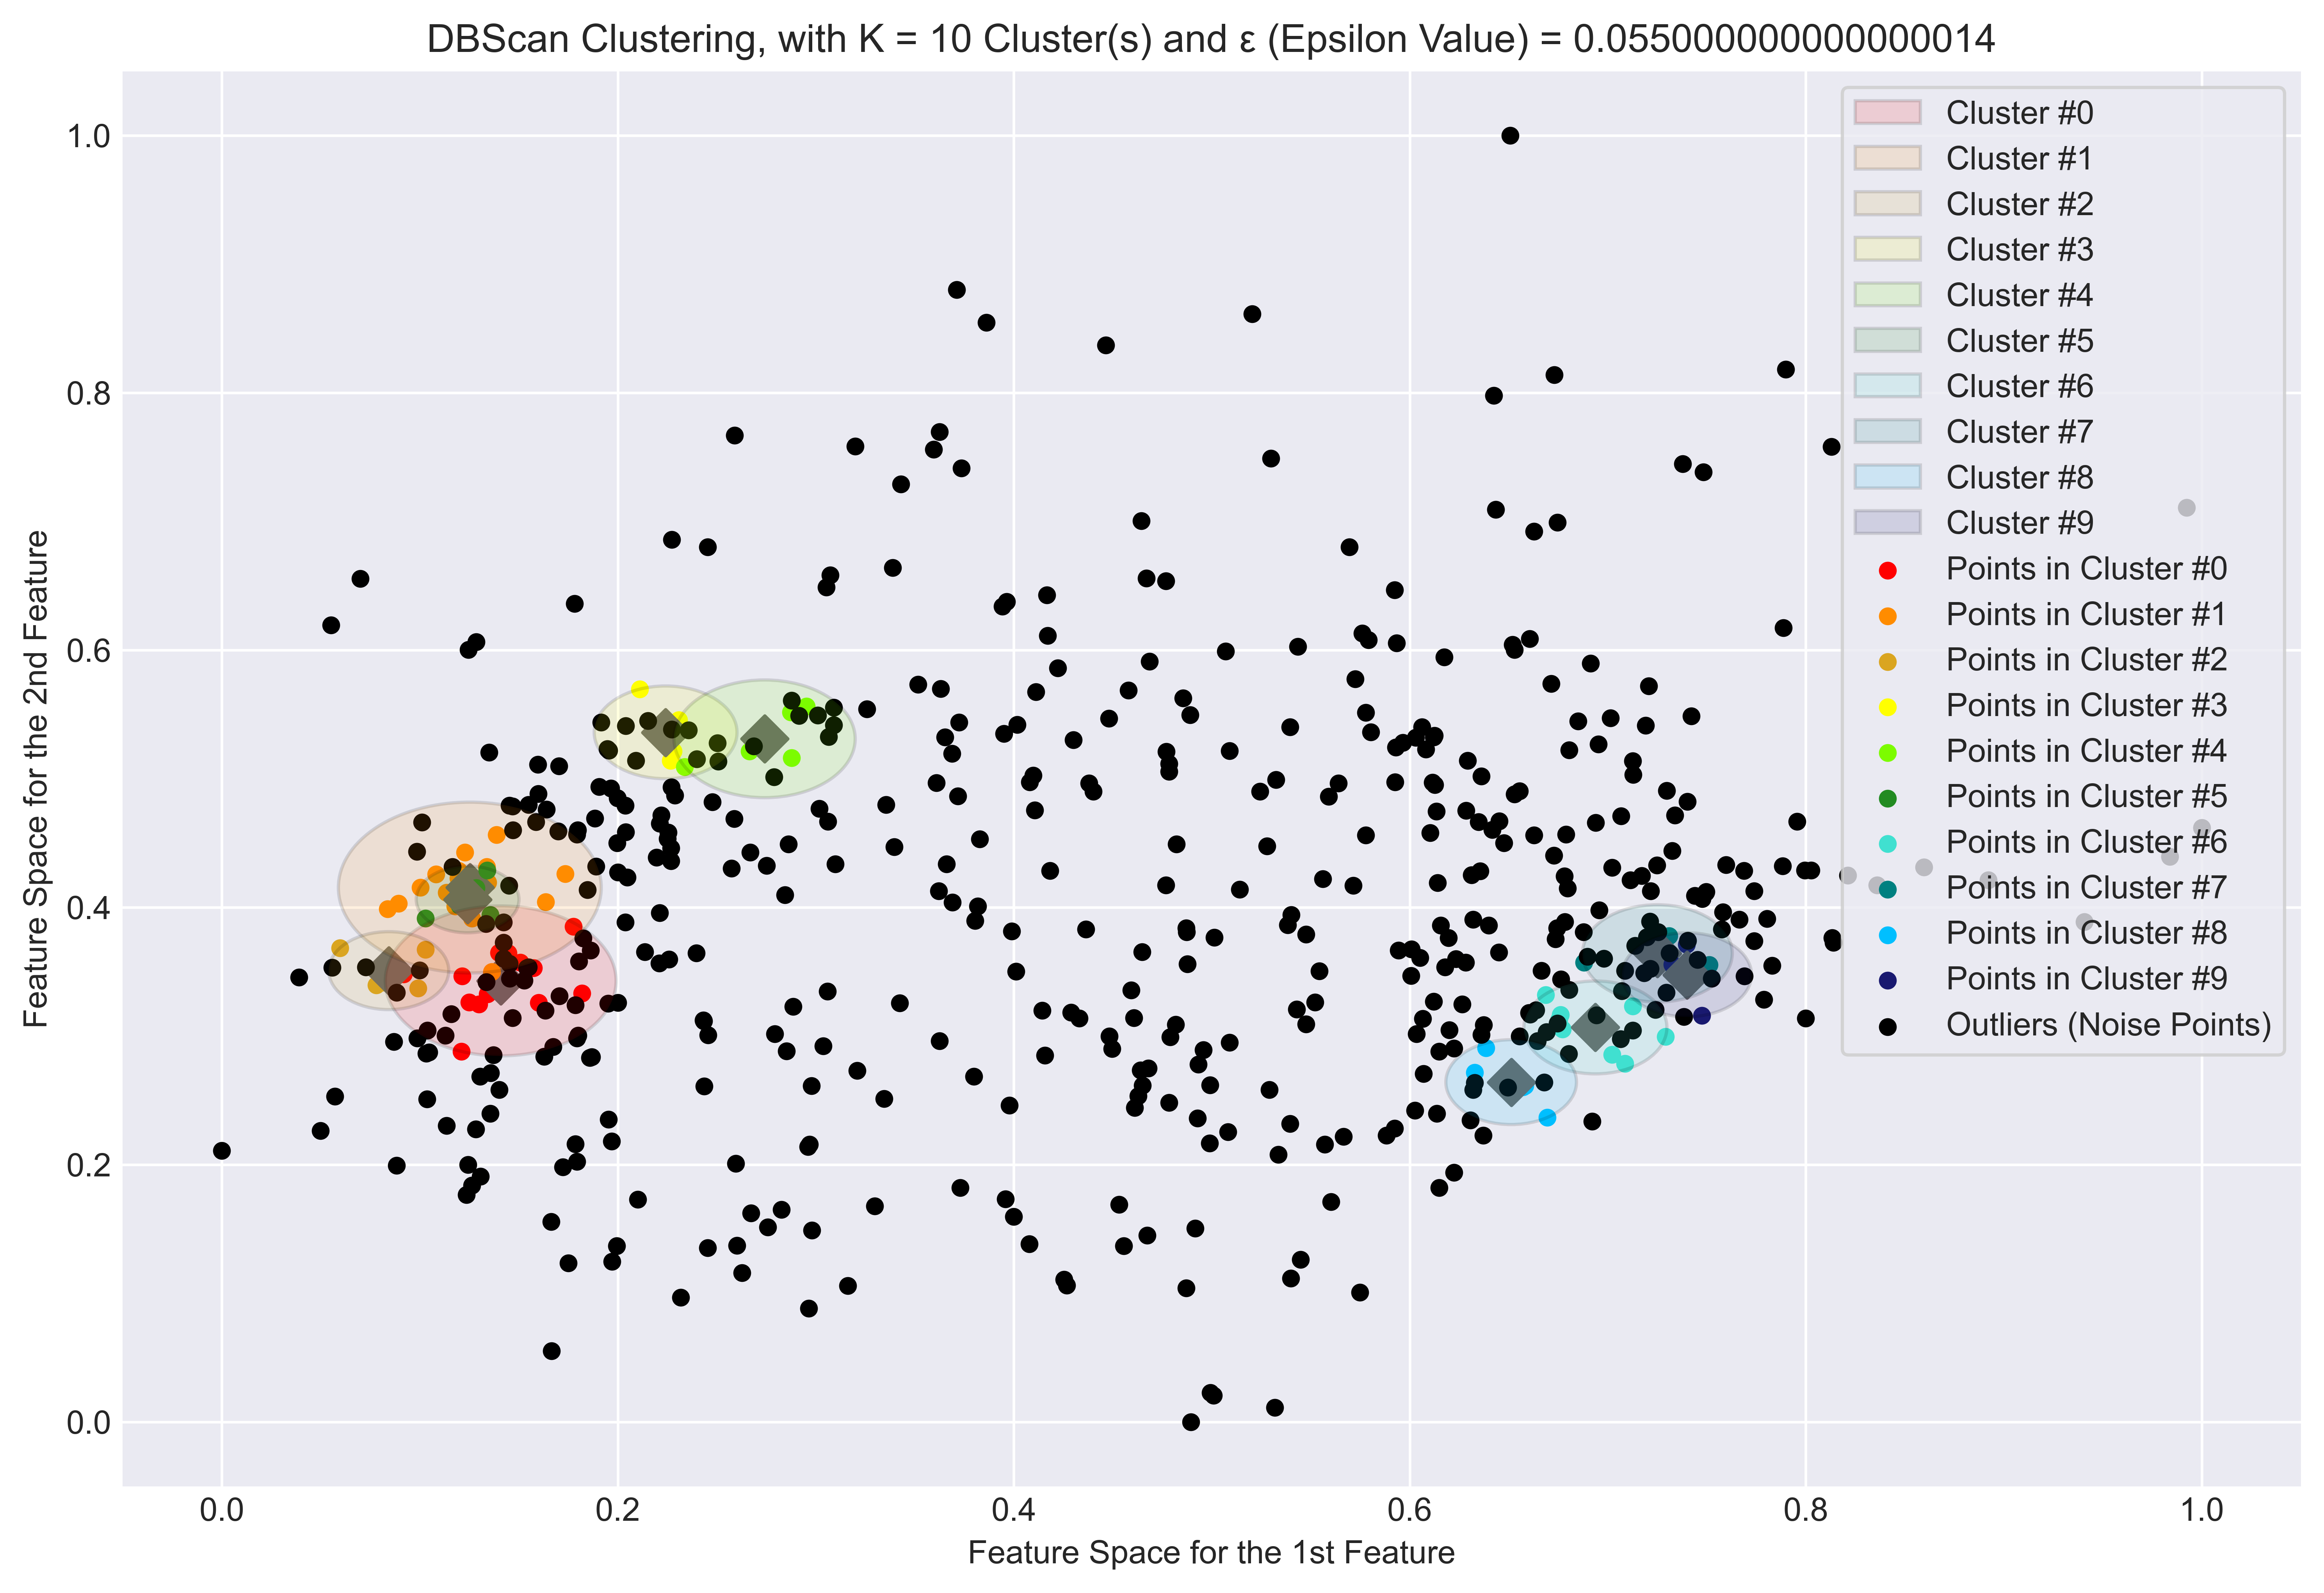 DBScan Clustering, with K = 10 Cluster(s) and ε (Epsilon Value) = 0.05500000000000014
Cluster #0
Cluster #1
Cluster #2
Cluster #3
Cluster #4
Cluster #5
Cluster #6
Cluster #7
Cluster #8
Cluster #9
Points in Cluster #0
Points in Cluster #1
Points in Cluster #2
Points in Cluster #3
Points in Cluster #4
Points in Cluster #5
Points in Cluster #6
Points in Cluster #7
Points in Cluster #8
Points in Cluster #9
Outliers (Noise Points)
Feature Space for the 2nd Feature
1.0
0.8
0.6
0.4
0.2
0.0
0.0 0.2 0.4 0.6 0.8 1.0
Feature Space for the 1st Feature